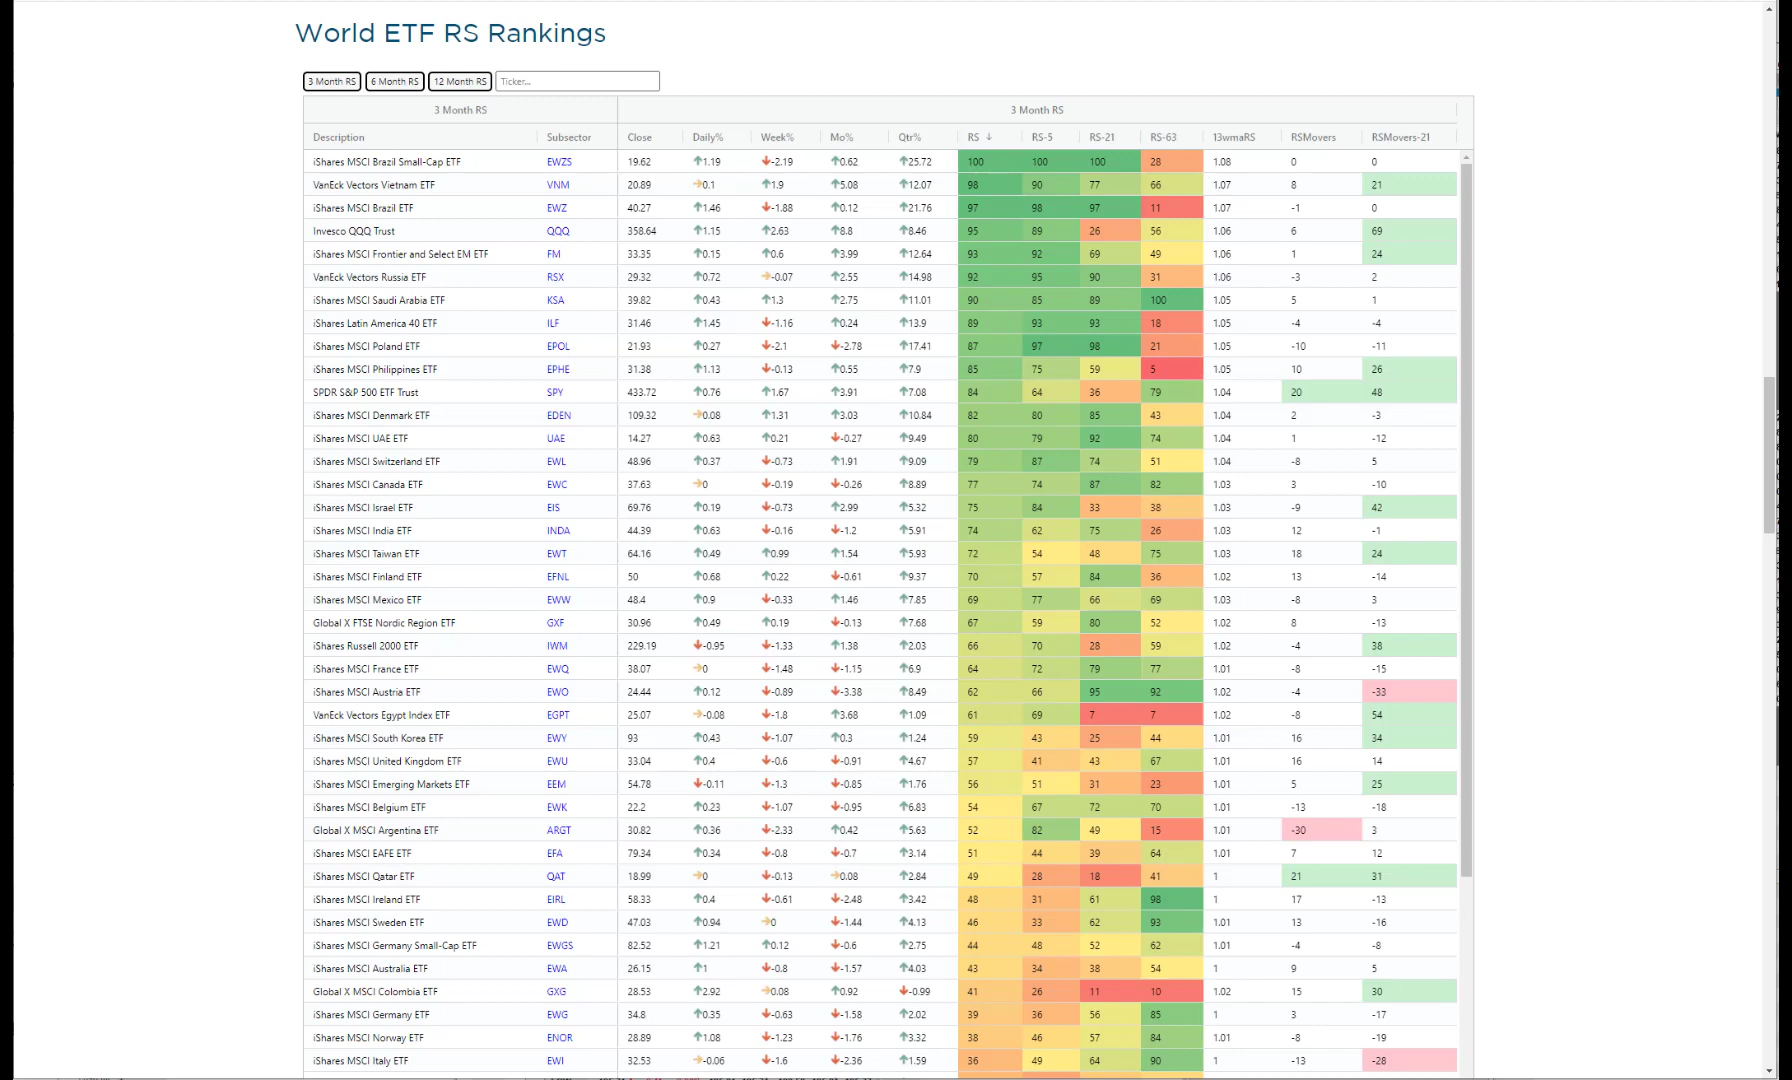 World ETF RS Rankings
3 Month RS 6 Month RS 12 Month RS Ticker...
3 Month RS 3 Month RS
Description Subsector Close Daily% Week% Mo% Qtr% RS ↓ RS-5 RS-21 RS-63 13wmaRS RSMovers RSMovers-21
iShares MSCI Brazil Small-Cap ETF EWZS 19.62 ↑1.19 ↓-2.19 ↑0.62 ↑25.72 100 100 100 28 1.08 0 0
VanEck Vectors Vietnam ETF VNM 20.89 →0.1 ↑1.9 ↑5.08 ↑12.07 98 90 77 66 1.07 8 21
iShares MSCI Brazil ETF EWZ 40.27 ↑1.46 ↓-1.88 ↑0.12 ↑21.76 97 98 97 11 1.07 -1 0
Invesco QQQ Trust QQQ 358.64 ↑1.15 ↑2.63 ↑8.8 ↑8.46 95 89 26 56 1.06 6 69
iShares MSCI Frontier and Select EM ETF FM 33.35 ↑0.15 ↑0.6 ↑3.99 ↑12.64 93 92 69 49 1.06 1 24
VanEck Vectors Russia ETF RSX 29.32 ↑0.72 →-0.07 ↑2.55 ↑14.98 92 95 90 31 1.06 -3 2
iShares MSCI Saudi Arabia ETF KSA 39.82 ↑0.43 ↑1.3 ↑2.75 ↑11.01 90 85 89 100 1.05 5 1
iShares Latin America 40 ETF ILF 31.46 ↑1.45 ↓-1.16 ↑0.24 ↑13.9 89 93 93 18 1.05 -4 -4
iShares MSCI Poland ETF EPOL 21.93 ↑0.27 ↓-2.1 ↓-2.78 ↑17.41 87 97 98 21 1.05 -10 -11
iShares MSCI Philippines ETF EPHE 31.38 ↑1.13 ↓-0.13 ↑0.55 ↑7.9 85 75 59 5 1.05 10 26
SPDR S&P 500 ETF Trust SPY 433.72 ↑0.76 ↑1.67 ↑3.91 ↑7.08 84 64 36 79 1.04 20 48
iShares MSCI Denmark ETF EDEN 109.32 →0.08 ↑1.31 ↑3.03 ↑10.84 82 80 85 43 1.04 2 -3
iShares MSCI UAE ETF UAE 14.27 ↑0.63 ↑0.21 ↓-0.27 ↑9.49 80 79 92 74 1.04 1 -12
iShares MSCI Switzerland ETF EWL 48.96 ↑0.37 ↓-0.73 ↑1.91 ↑9.09 79 87 74 51 1.04 -8 5
iShares MSCI Canada ETF EWC 37.63 →0 ↓-0.19 ↓-0.26 ↑8.89 77 74 87 82 1.03 3 -10
iShares MSCI Israel ETF EIS 69.76 ↑0.19 ↓-0.73 ↑2.99 ↑5.32 75 84 33 38 1.03 -9 42
iShares MSCI India ETF INDA 44.39 ↑0.63 ↓-0.16 ↓-1.2 ↑5.91 74 62 75 26 1.03 12 -1
iShares MSCI Taiwan ETF EWT 64.16 ↑0.49 ↑0.99 ↑1.54 ↑5.93 72 54 48 75 1.03 18 24
iShares MSCI Finland ETF EFNL 50 ↑0.68 ↑0.22 ↓-0.61 ↑9.37 70 57 84 36 1.02 13 -14
iShares MSCI Mexico ETF EWW 48.4 ↑0.9 ↓-0.33 ↑1.46 ↑7.85 69 77 66 69 1.03 -8 3
Global X FTSE Nordic Region ETF GXF 30.96 ↑0.49 ↑0.19 ↓-0.13 ↑7.68 67 59 80 52 1.02 8 -13
iShares Russell 2000 ETF IWM 229.19 ↓-0.95 ↓-1.33 ↑1.38 ↑2.03 66 70 28 59 1.02 -4 38
iShares MSCI France ETF EWQ 38.07 →0 ↓-1.48 ↓-1.15 ↑6.9 64 72 79 77 1.01 -8 -15
iShares MSCI Austria ETF EWO 24.44 ↑0.12 ↓-0.89 ↓-3.38 ↑8.49 62 66 95 92 1.02 -4 -33
VanEck Vectors Egypt Index ETF EGPT 25.07 →-0.08 ↓-1.8 ↑3.68 ↑1.09 61 69 7 7 1.02 -8 54
iShares MSCI South Korea ETF EWY 93 ↑0.43 ↓-1.07 ↑0.3 ↑1.24 59 43 25 44 1.01 16 34
iShares MSCI United Kingdom ETF EWU 33.04 ↑0.4 ↓-0.6 ↓-0.91 ↑4.67 57 41 43 67 1.01 16 14
iShares MSCI Emerging Markets ETF EEM 54.78 ↓-0.11 ↓-1.3 ↓-0.85 ↑1.76 56 51 31 23 1.01 5 25
iShares MSCI Belgium ETF EWK 22.2 ↑0.23 ↓-1.07 ↓-0.95 ↑6.83 54 67 72 70 1.01 -13 -18
Global X MSCI Argentina ETF ARGT 30.82 ↑0.36 ↓-2.33 ↑0.42 ↑5.63 52 82 49 15 1.01 -30 3
iShares MSCI EAFE ETF EFA 79.34 ↑0.34 ↓-0.8 ↓-0.7 ↑3.14 51 44 39 64 1.01 7 12
iShares MSCI Qatar ETF QAT 18.99 →0 ↓-0.13 →0.08 ↑2.84 49 28 18 41 1 21 31
iShares MSCI Ireland ETF EIRL 58.33 ↑0.4 ↓-0.61 ↓-2.48 ↑3.42 48 31 61 98 1 17 -13
iShares MSCI Sweden ETF EWD 47.03 ↑0.94 →0 ↓-1.44 ↑4.13 46 33 62 93 1.01 13 -16
iShares MSCI Germany Small-Cap ETF EWGS 82.52 ↑1.21 ↑0.12 ↓-0.6 ↑2.75 44 48 52 62 1.01 -4 -8
iShares MSCI Australia ETF EWA 26.15 ↑1 ↓-0.8 ↓-1.57 ↑4.03 43 34 38 54 1 9 5
Global X MSCI Colombia ETF GXG 28.53 ↑2.92 →0.08 ↑0.92 ↓-0.99 41 26 11 10 1.02 15 30
iShares MSCI Germany ETF EWG 34.8 ↑0.35 ↓-0.63 ↓-1.58 ↑2.02 39 36 56 85 1 3 -17
iShares MSCI Norway ETF ENOR 28.89 ↑1.08 ↓-1.23 ↓-1.76 ↑3.32 38 46 57 84 1.01 -8 -19
iShares MSCI Italy ETF EWI 32.53 →-0.06 ↓-1.6 ↓-2.36 ↑1.59 36 49 64 90 1 -13 -28